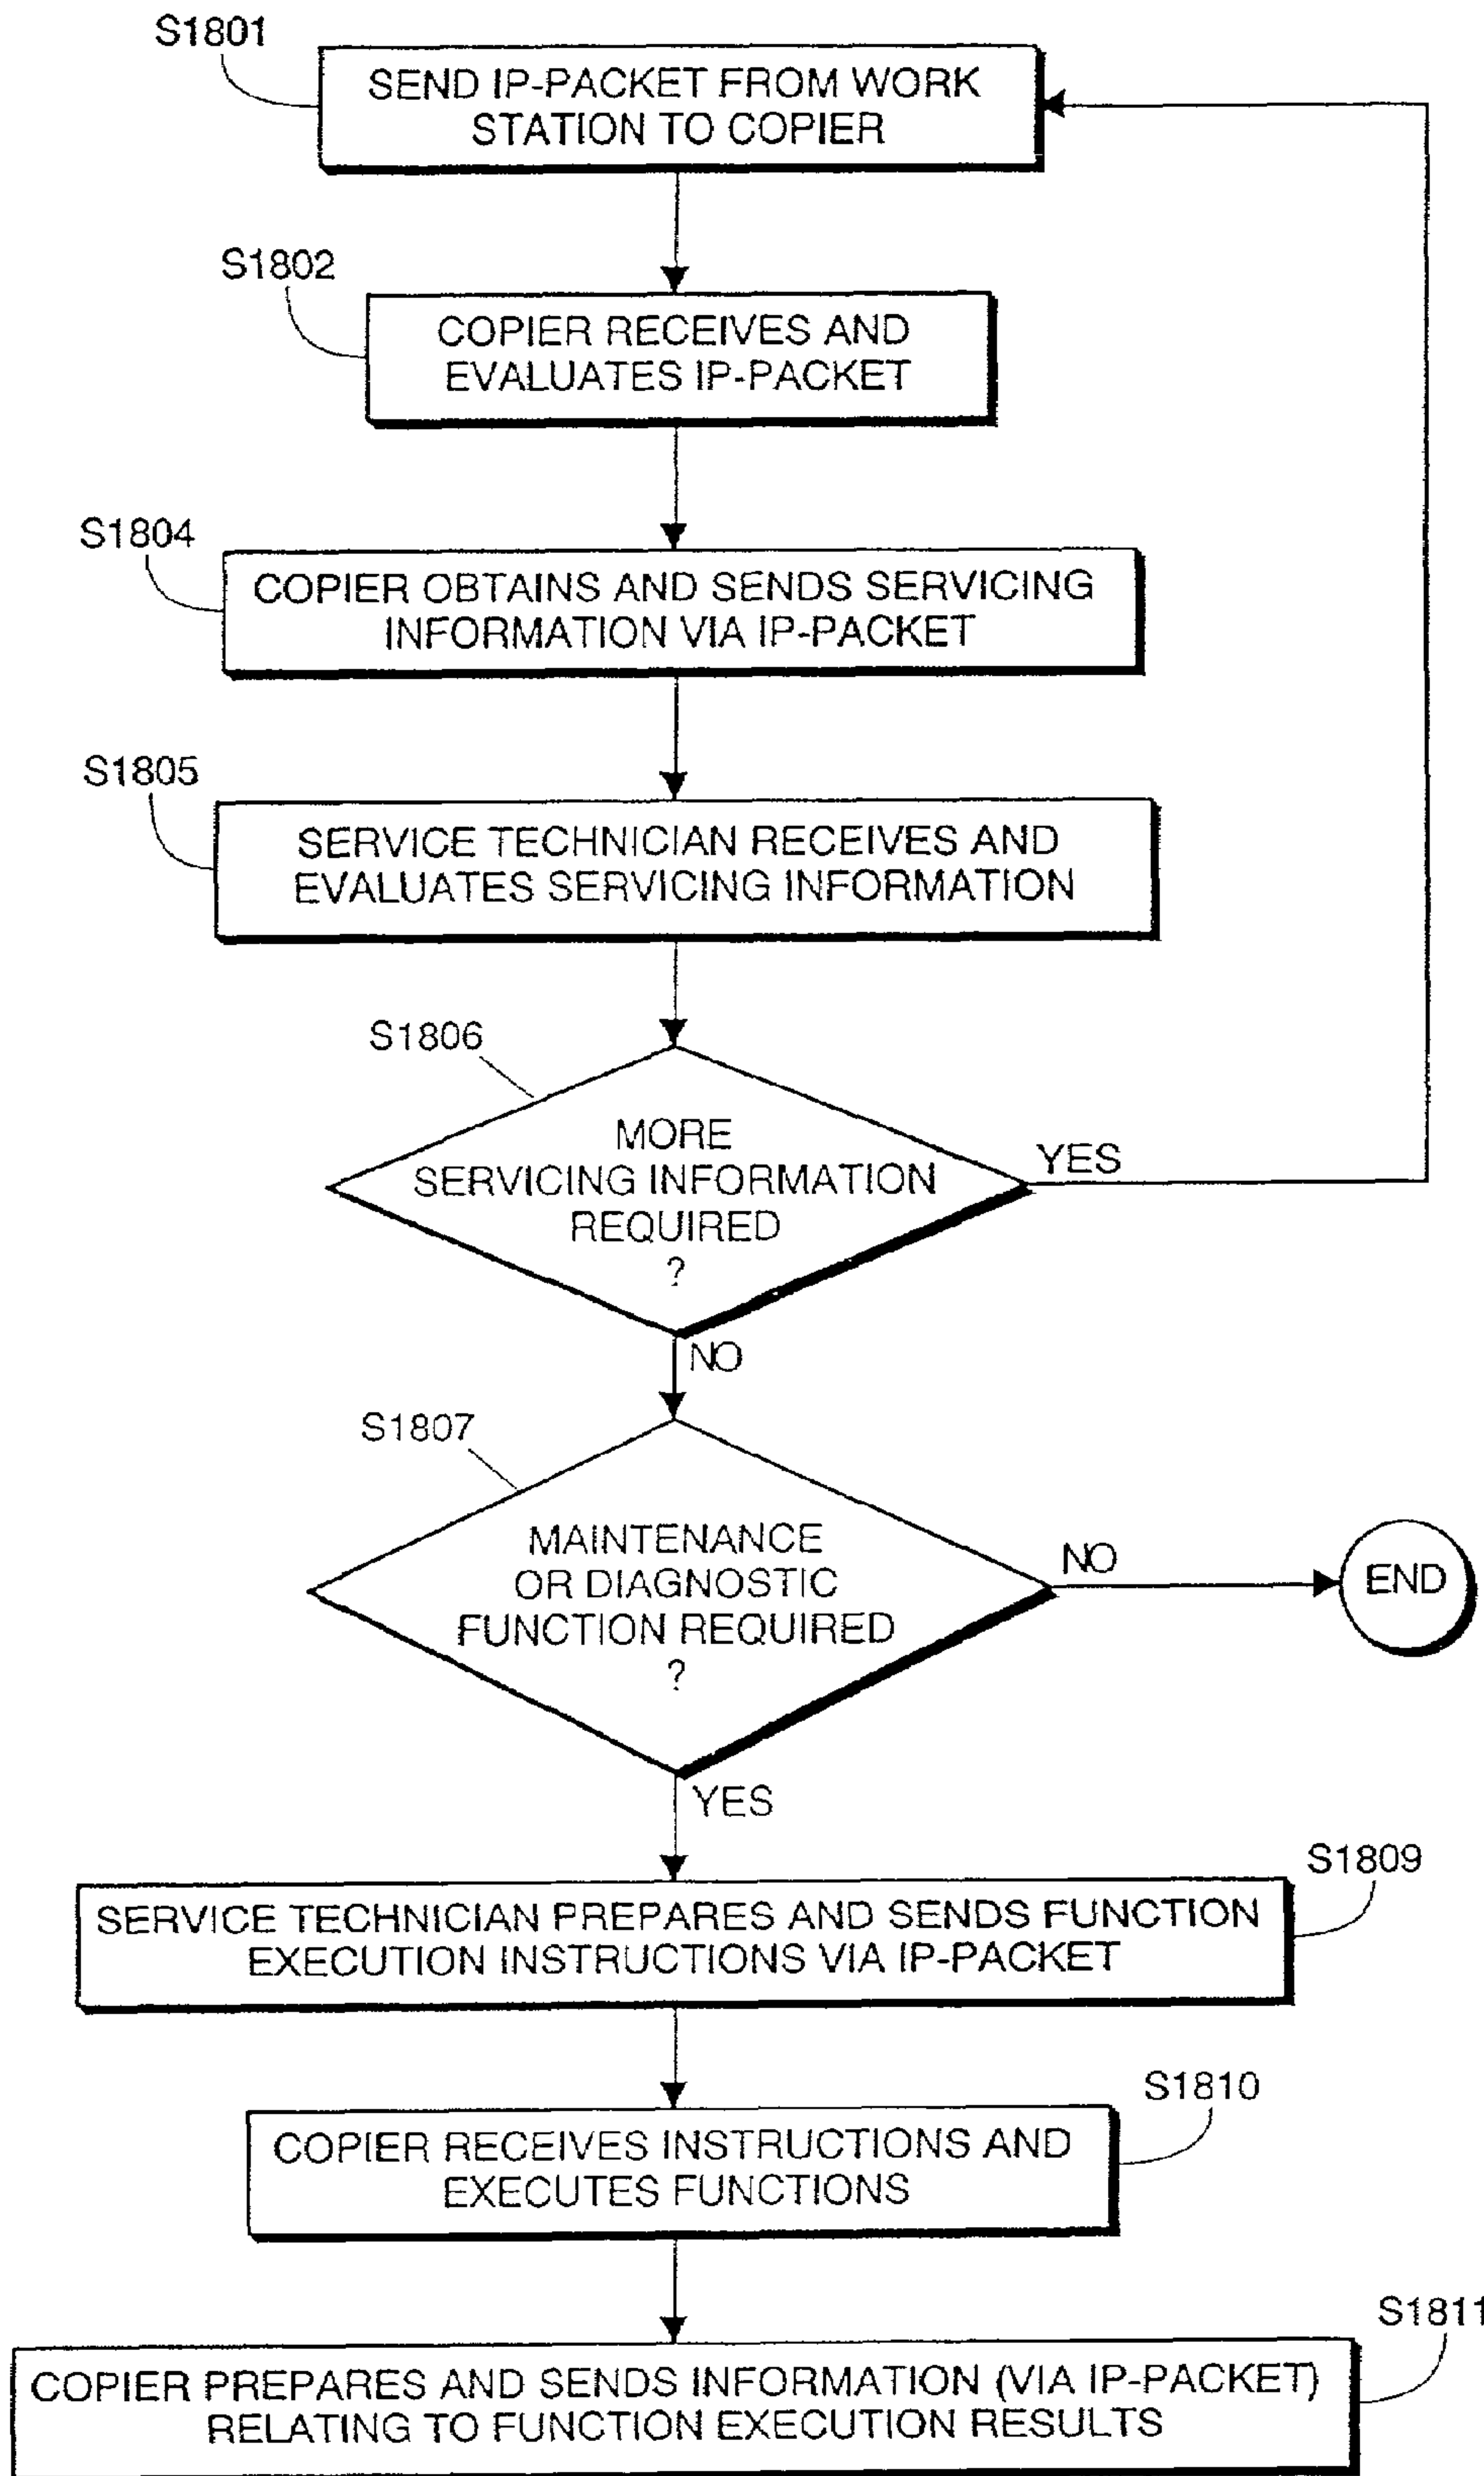 S1801
SEND IP-PACKET FROM WORK
STATION TO COPIER
S1802
COPIER RECEIVES AND
EVALUATES IP-PACKET
S1804
COPIER OBTAINS AND SENDS SERVICING
INFORMATION VIA IP-PACKET
S1805
SERVICE TECHNICIAN RECEIVES AND
EVALUATES SERVICING INFORMATION
S1806
MORE
SERVICING INFORMATION
REQUIRED
?
YES
NO
S1807
MAINTENANCE
OR DIAGNOSTIC
FUNCTION REQUIRED
?
NO
END
YES
S1809
SERVICE TECHNICIAN PREPARES AND SENDS FUNCTION
EXECUTION INSTRUCTIONS VIA IP-PACKET
S1810
COPIER RECEIVES INSTRUCTIONS AND
EXECUTES FUNCTIONS
S1811
COPIER PREPARES AND SENDS INFORMATION (VIA IP-PACKET)
RELATING TO FUNCTION EXECUTION RESULTS